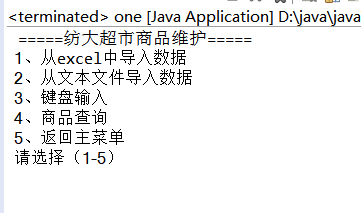 <terminated> one [Java Application] D:\java\java
=====纺大超市商品维护=====
1、从excel中导入数据
2、从文本文件导入数据
3、键盘输入
4、商品查询
5、返回主菜单
请选择（1-5）